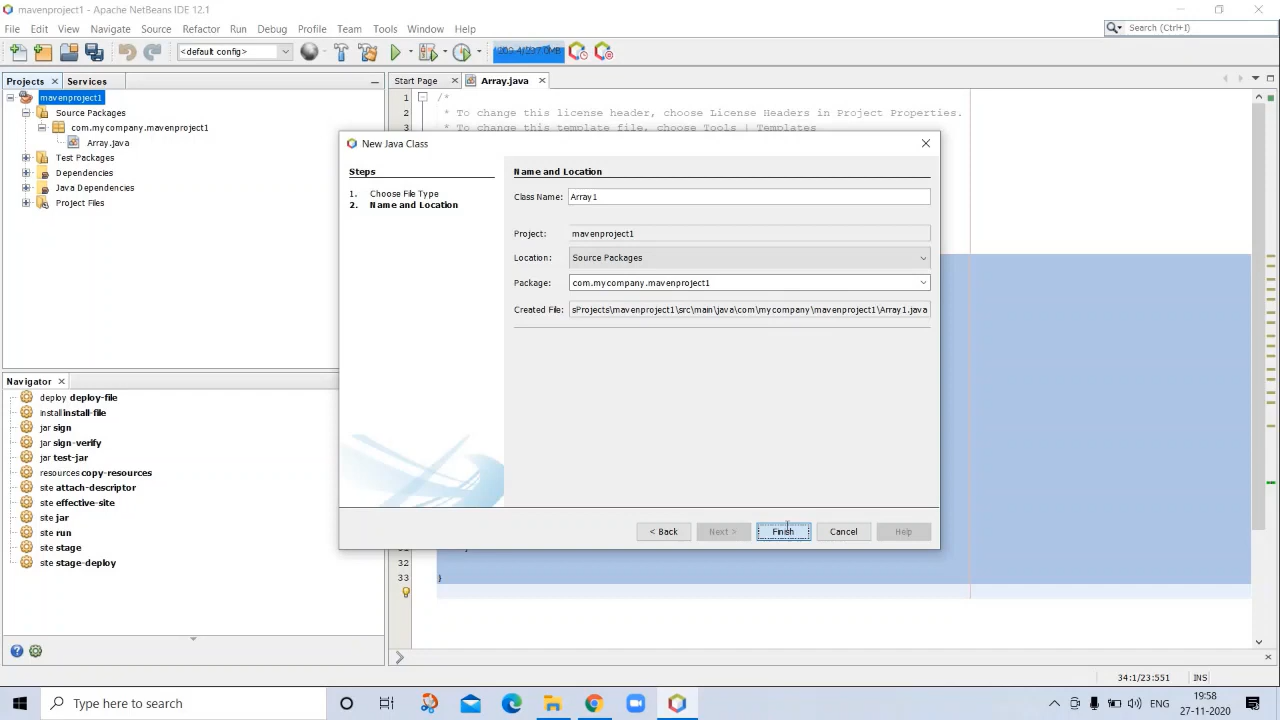 mavenproject1 - Apache NetBeans IDE 12.1
File Edit View Navigate Source Refactor Run Debug Profile Team Tools Window Help
Search (Ctrl+I)
<default config>
Projects Services
Start Page Array.java
mavenproject1
Source Packages
com.mycompany.mavenproject1
Array.java
Test Packages
Dependencies
Java Dependencies
Project Files
1 /*
2 * To change this license header, choose License Headers in Project Properties.
3 * To change this template file, choose Tools | Templates
New Java Class
Steps
1. Choose File Type
2. Name and Location
Name and Location
Class Name: Array1
Project: mavenproject1
Location: Source Packages
Package: com.mycompany.mavenproject1
Created File: sProjects\mavenproject1\src\main\java\com\mycompany\mavenproject1\Array1.java
< Back Next > Finish Cancel Help
Navigator
deploy deploy-file
install install-file
jar sign
jar sign-verify
jar test-jar
resources copy-resources
site attach-descriptor
site effective-site
site jar
site run
site stage
site stage-deploy
32
33 }
34:1/23:551 INS
Type here to search
ENG
19:58
27-11-2020